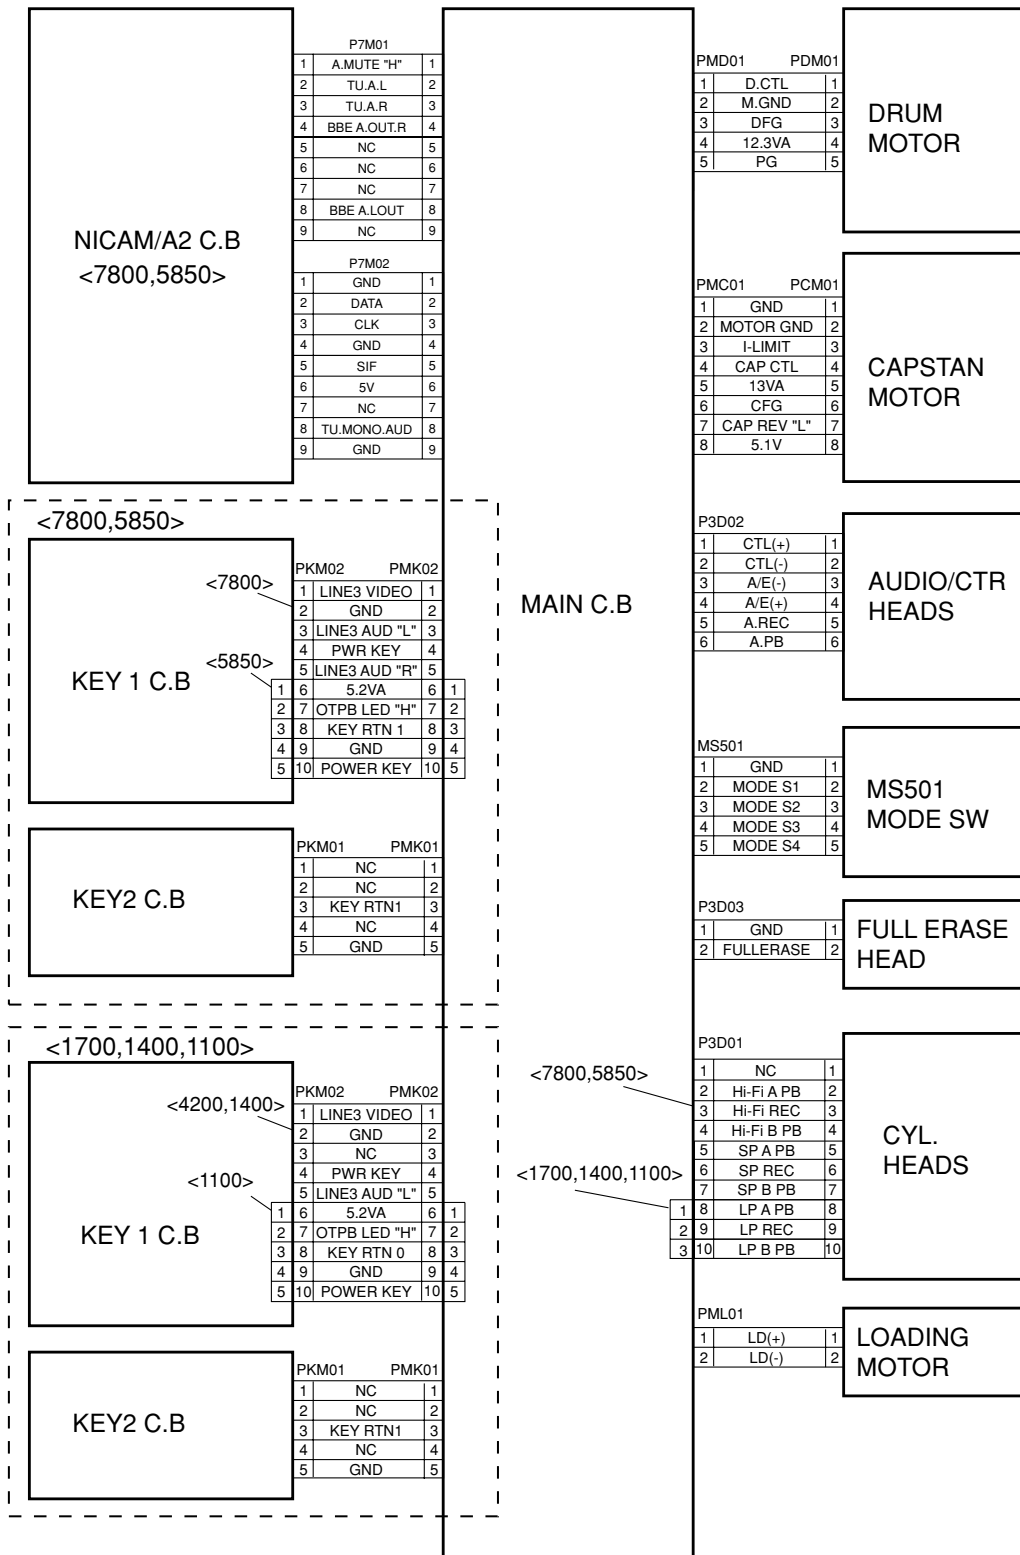 P7M01
1 A.MUTE "H" 1
2 TU.A.L 2
3 TU.A.R 3
4 BBE A.OUT.R 4
5 NC 5
6 NC 6
7 NC 7
8 BBE A.LOUT 8
9 NC 9
NICAM/A2 C.B
<7800,5850>
P7M02
1 GND 1
2 DATA 2
3 CLK 3
4 GND 4
5 SIF 5
6 5V 6
7 NC 7
8 TU.MONO.AUD 8
9 GND 9
<7800,5850>
PKM02 PMK02
<7800>
1 LINE3 VIDEO 1
2 GND 2
3 LINE3 AUD "L" 3
4 PWR KEY 4
5 LINE3 AUD "R" 5
<5850>
KEY 1 C.B
1 6 5.2VA 6 1
2 7 OTPB LED "H" 7 2
3 8 KEY RTN 1 8 3
4 9 GND 9 4
5 10 POWER KEY 10 5
PKM01 PMK01
KEY2 C.B
1 NC 1
2 NC 2
3 KEY RTN1 3
4 NC 4
5 GND 5
<1700,1400,1100>
PKM02 PMK02
<4200,1400>
1 LINE3 VIDEO 1
2 GND 2
3 NC 3
4 PWR KEY 4
5 LINE3 AUD "L" 5
<1100>
KEY 1 C.B
1 6 5.2VA 6 1
2 7 OTPB LED "H" 7 2
3 8 KEY RTN 0 8 3
4 9 GND 9 4
5 10 POWER KEY 10 5
PKM01 PMK01
KEY2 C.B
1 NC 1
2 NC 2
3 KEY RTN1 3
4 NC 4
5 GND 5
MAIN C.B
PMD01 PDM01
1 D.CTL 1
2 M.GND 2
3 DFG 3
4 12.3VA 4
5 PG 5
DRUM
MOTOR
PMC01 PCM01
1 GND 1
2 MOTOR GND 2
3 I-LIMIT 3
4 CAP CTL 4
5 13VA 5
6 CFG 6
7 CAP REV "L" 7
8 5.1V 8
CAPSTAN
MOTOR
P3D02
1 CTL(+) 1
2 CTL(-) 2
3 A/E(-) 3
4 A/E(+) 4
5 A.REC 5
6 A.PB 6
AUDIO/CTR
HEADS
MS501
1 GND 1
2 MODE S1 2
3 MODE S2 3
4 MODE S3 4
5 MODE S4 5
MS501
MODE SW
P3D03
1 GND 1
2 FULLERASE 2
FULL ERASE
HEAD
P3D01
<7800,5850>
1 NC 1
2 Hi-Fi A PB 2
3 Hi-Fi REC 3
4 Hi-Fi B PB 4
5 SP A PB 5
6 SP REC 6
7 SP B PB 7
<1700,1400,1100>
1 8 LP A PB 8
2 9 LP REC 9
3 10 LP B PB 10
CYL.
HEADS
PML01
1 LD(+) 1
2 LD(-) 2
LOADING
MOTOR